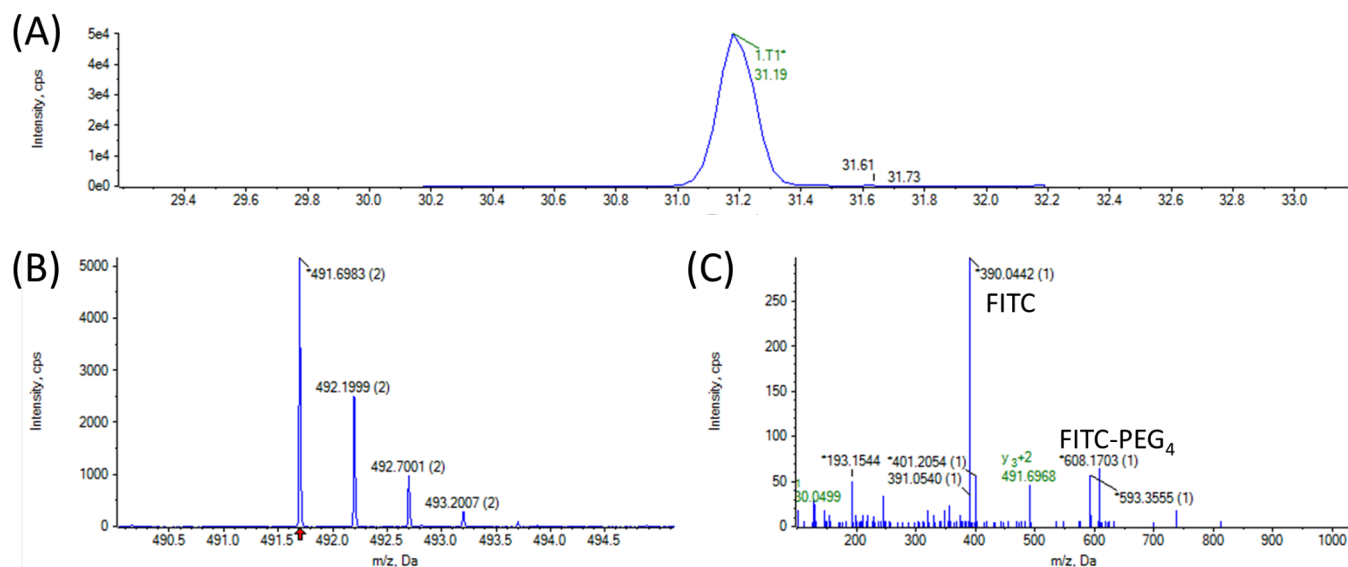 (A)
Intensity, cps
5e4
4e4
3e4
2e4
1e4
0e0
1.T1*
31.19
31.61
31.73
29.4 29.6 29.8 30.0 30.2 30.4 30.6 30.8 31.0 31.2 31.4 31.6 31.8 32.0 32.2 32.4 32.6 32.8 33.0
(B)
Intensity, cps
5000
4000
3000
2000
1000
0
*491.6983 (2)
492.1999 (2)
492.7001 (2)
493.2007 (2)
490.5 491.0 491.5 492.0 492.5 493.0 493.5 494.0 494.5
m/z, Da
(C)
Intensity, cps
250
200
150
100
50
0
*390.0442 (1)
FITC
FITC-PEG4
*193.1544
*401.2054 (1)
391.0540 (1)
y3+2
491.6968
*608.1703 (1)
*593.3555 (1)
30.0499
200 300 400 500 600 700 800 900 1000
m/z, Da